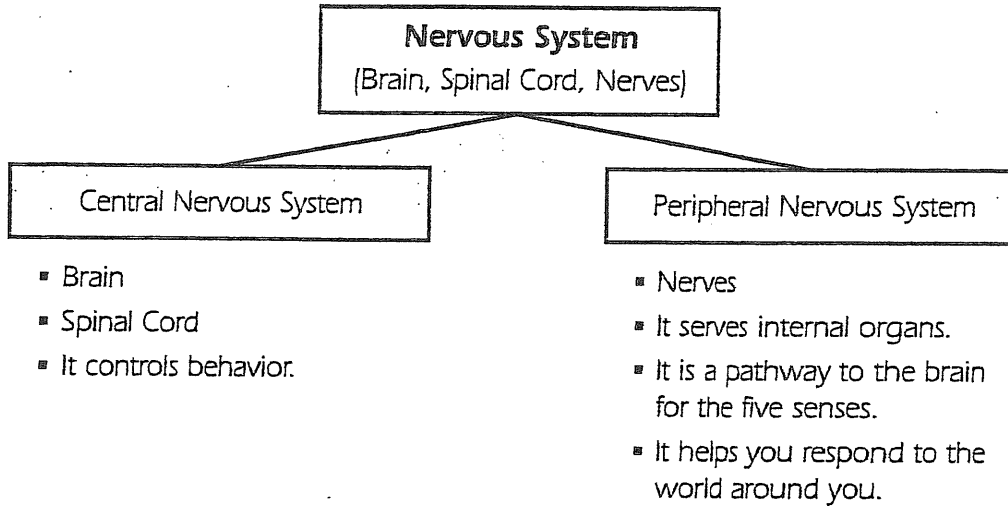 Nervous System
(Brain, Spinal Cord, Nerves)
Central Nervous System
▪ Brain
▪ Spinal Cord
▪ It controls behavior.
Peripheral Nervous System
▪ Nerves
▪ It serves internal organs.
▪ It is a pathway to the brain
for the five senses.
▪ It helps you respond to the
world around you.